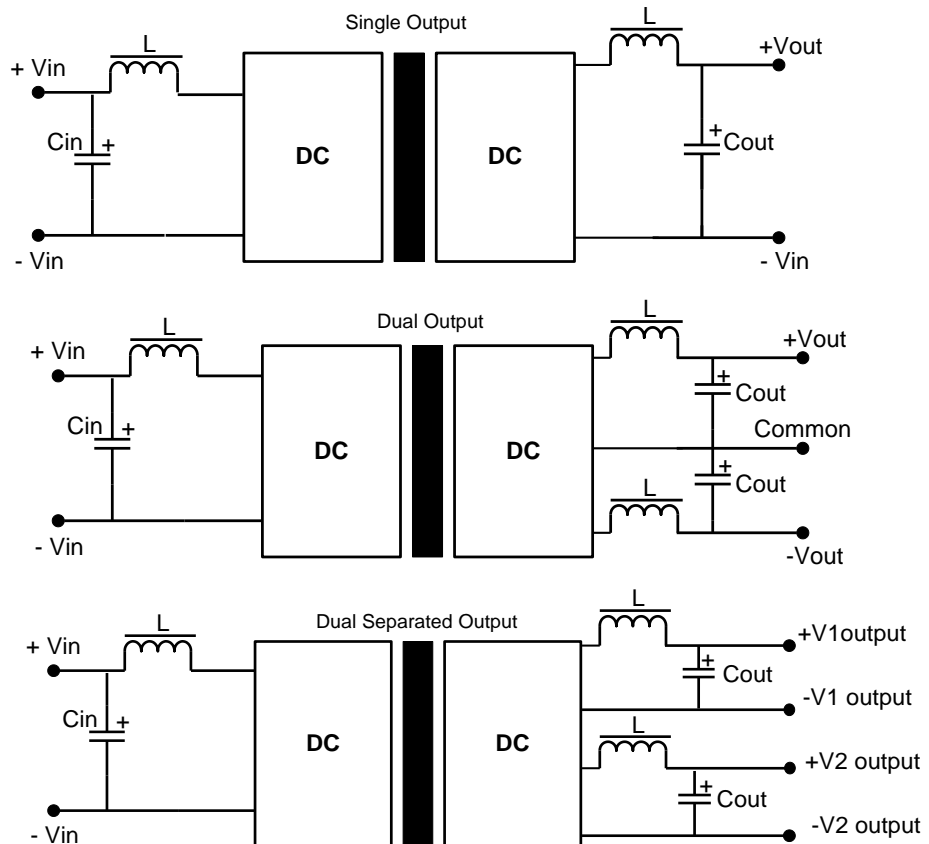 Single Output
L
L
+ Vin
+Vout
Cin
+
DC
DC
+
Cout
- Vin
- Vin
Dual Output
L
L
+ Vin
+Vout
+
Cout
Cin
+
Common
DC
DC
+
Cout
L
- Vin
-Vout
Dual Separated Output
L
L
+ Vin
+V1output
+
Cout
-V1 output
Cin
+
L
DC
DC
+V2 output
+
Cout
- Vin
-V2 output